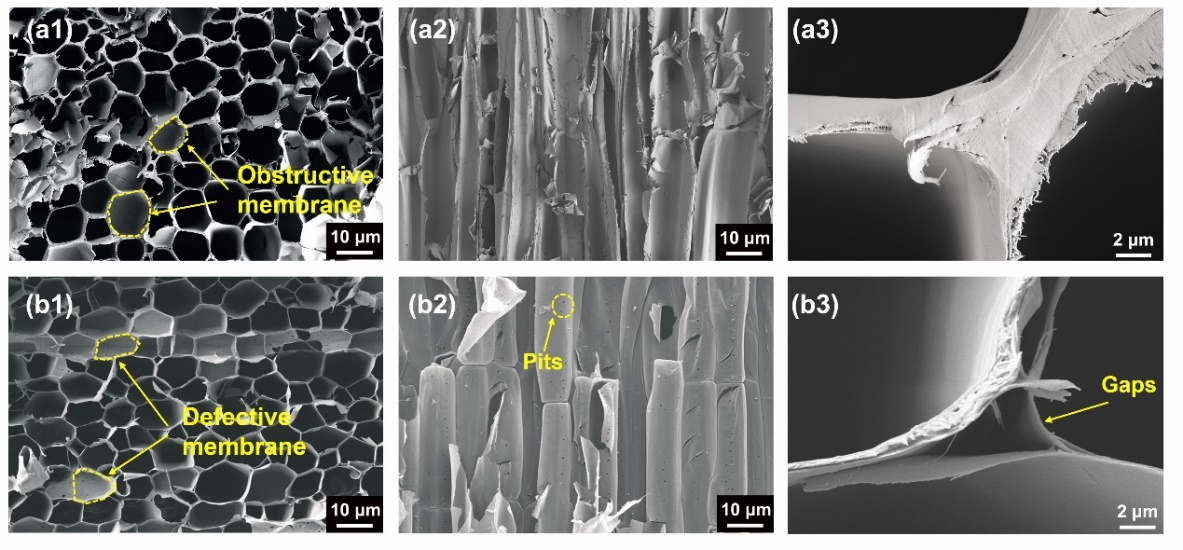 (a1)
Obstructive
membrane
10 μm
(a2)
10 μm
(a3)
2 μm
(b1)
Defective
membrane
10 μm
(b2)
Pits
10 μm
(b3)
Gaps
2 μm